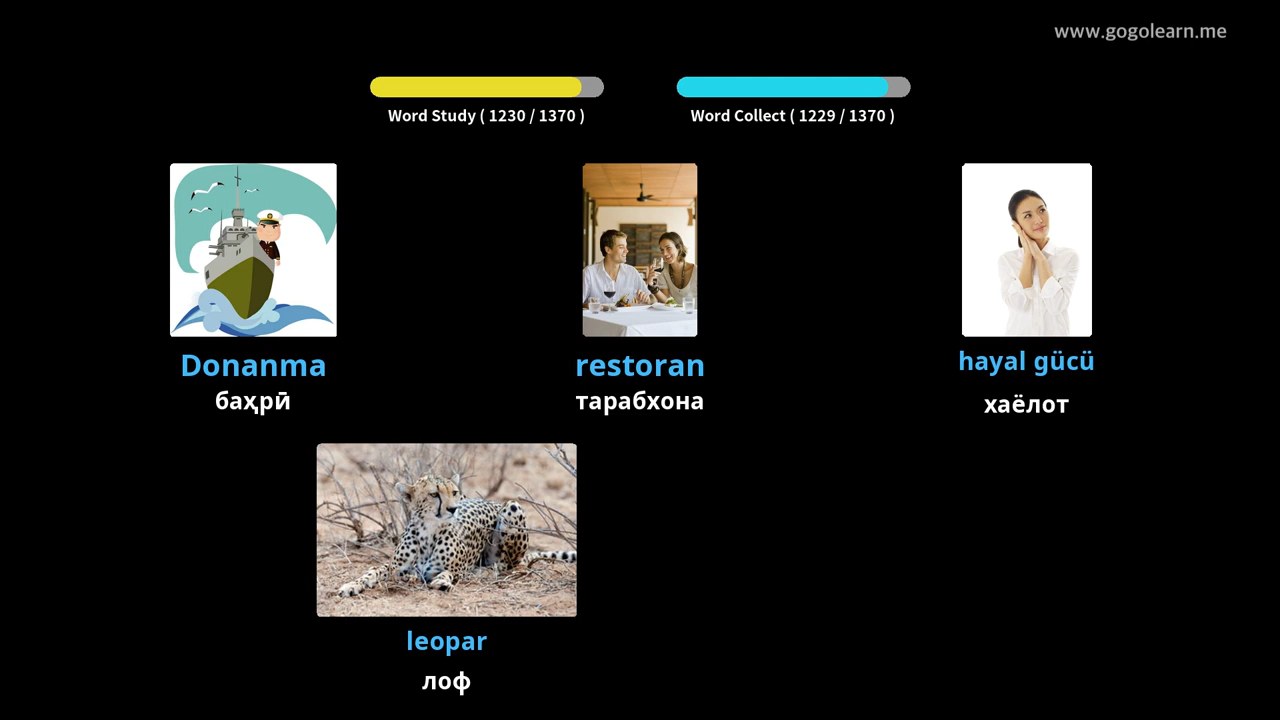 www.gogolearn.me
Word Study ( 1230 / 1370 )
Word Collect ( 1229 / 1370 )
Donanma
баҳрӣ
restoran
тарабхона
hayal gücü
хаёлот
leopar
лоф